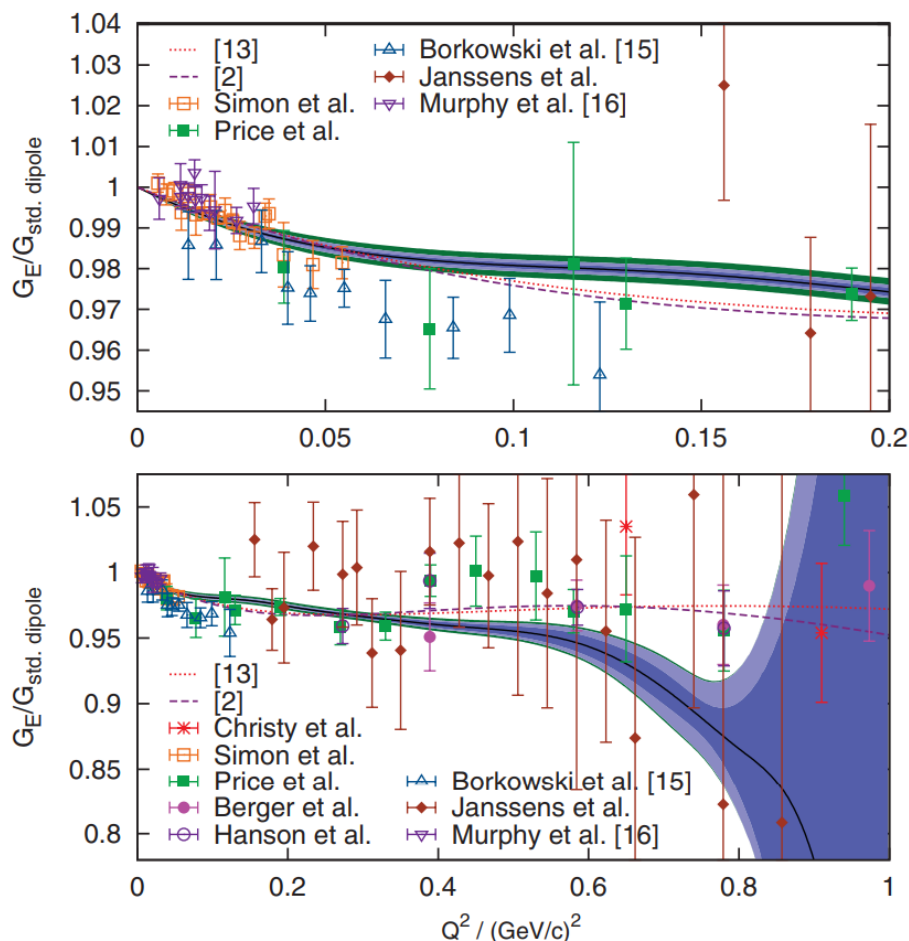 1.04
1.03
1.02
1.01
1
0.99
0.98
0.97
0.96
0.95
G_E/G_std. dipole
[13]
[2]
Simon et al.
Price et al.
Borkowski et al. [15]
Janssens et al.
Murphy et al. [16]
0 0.05 0.1 0.15 0.2
1.05
1
0.95
0.9
0.85
0.8
G_E/G_std. dipole
[13]
[2]
Christy et al.
Simon et al.
Price et al.
Berger et al.
Hanson et al.
Borkowski et al. [15]
Janssens et al.
Murphy et al. [16]
0 0.2 0.4 0.6 0.8 1
Q² / (GeV/c)²